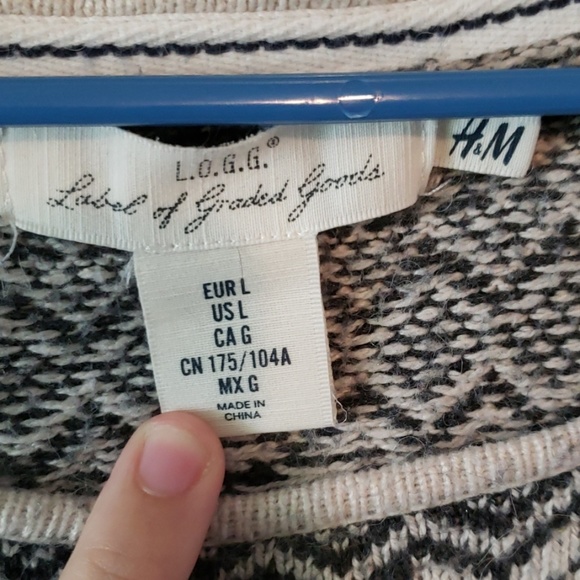 L.O.G.G.®
Label of Graded Goods
H&M
EUR L
US L
CA G
CN 175/104A
MX G
MADE IN
CHINA